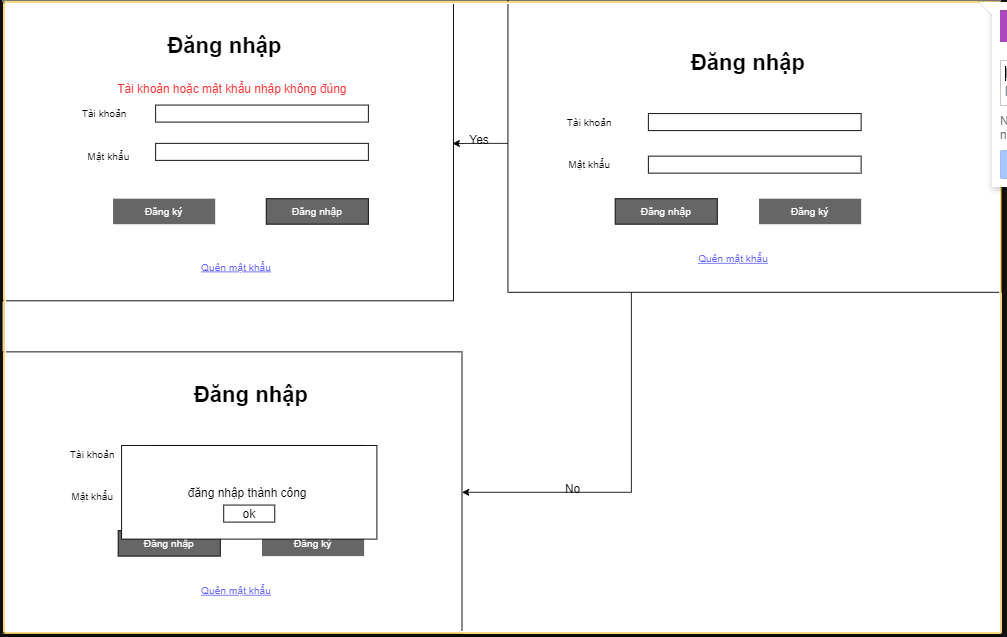 Đăng nhập
Tài khoản hoặc mật khẩu nhập không đúng
Tài khoản
Mật khẩu
Đăng ký
Đăng nhập
Quên mật khẩu
Yes
Đăng nhập
Tài khoản
Mật khẩu
Đăng nhập
Đăng ký
Quên mật khẩu
No
Đăng nhập
Tài khoản
Mật khẩu
đăng nhập thành công
ok
Đăng nhập
Đăng ký
Quên mật khẩu